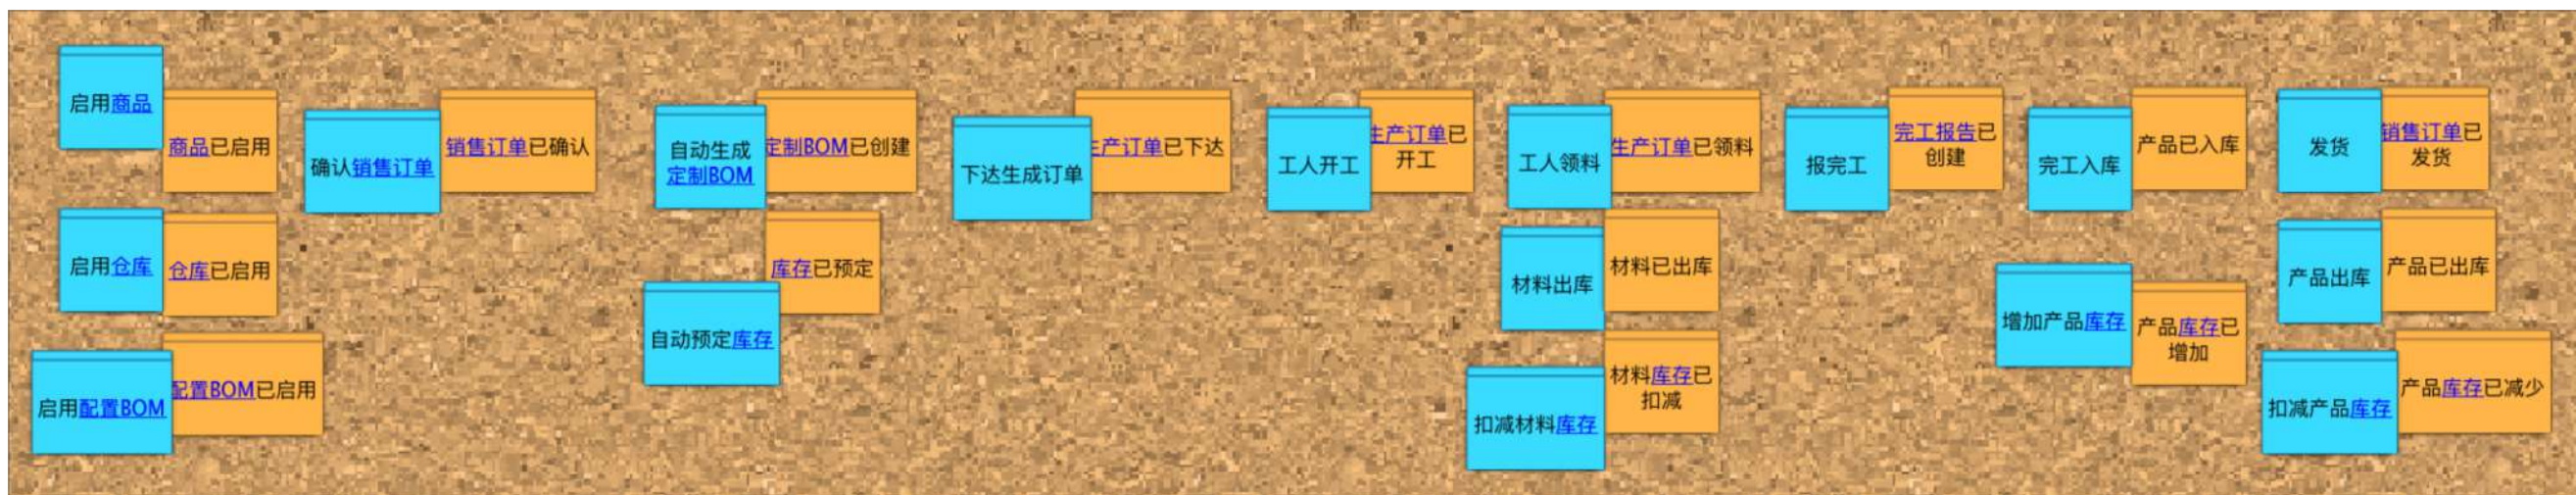 启用商品
商品已启用
启用仓库
仓库已启用
启用配置BOM
配置BOM已启用
确认销售订单
销售订单已确认
自动生成
定制BOM
定制BOM已创建
自动预定库存
库存已预定
下达生成订单
生产订单已下达
工人开工
生产订单已
开工
工人领料
生产订单已领料
材料出库
材料已出库
扣减材料库存
材料库存已
扣减
报完工
完工报告已
创建
完工入库
产品已入库
增加产品库存
产品库存已
增加
发货
销售订单已
发货
产品出库
产品已出库
扣减产品库存
产品库存已减少